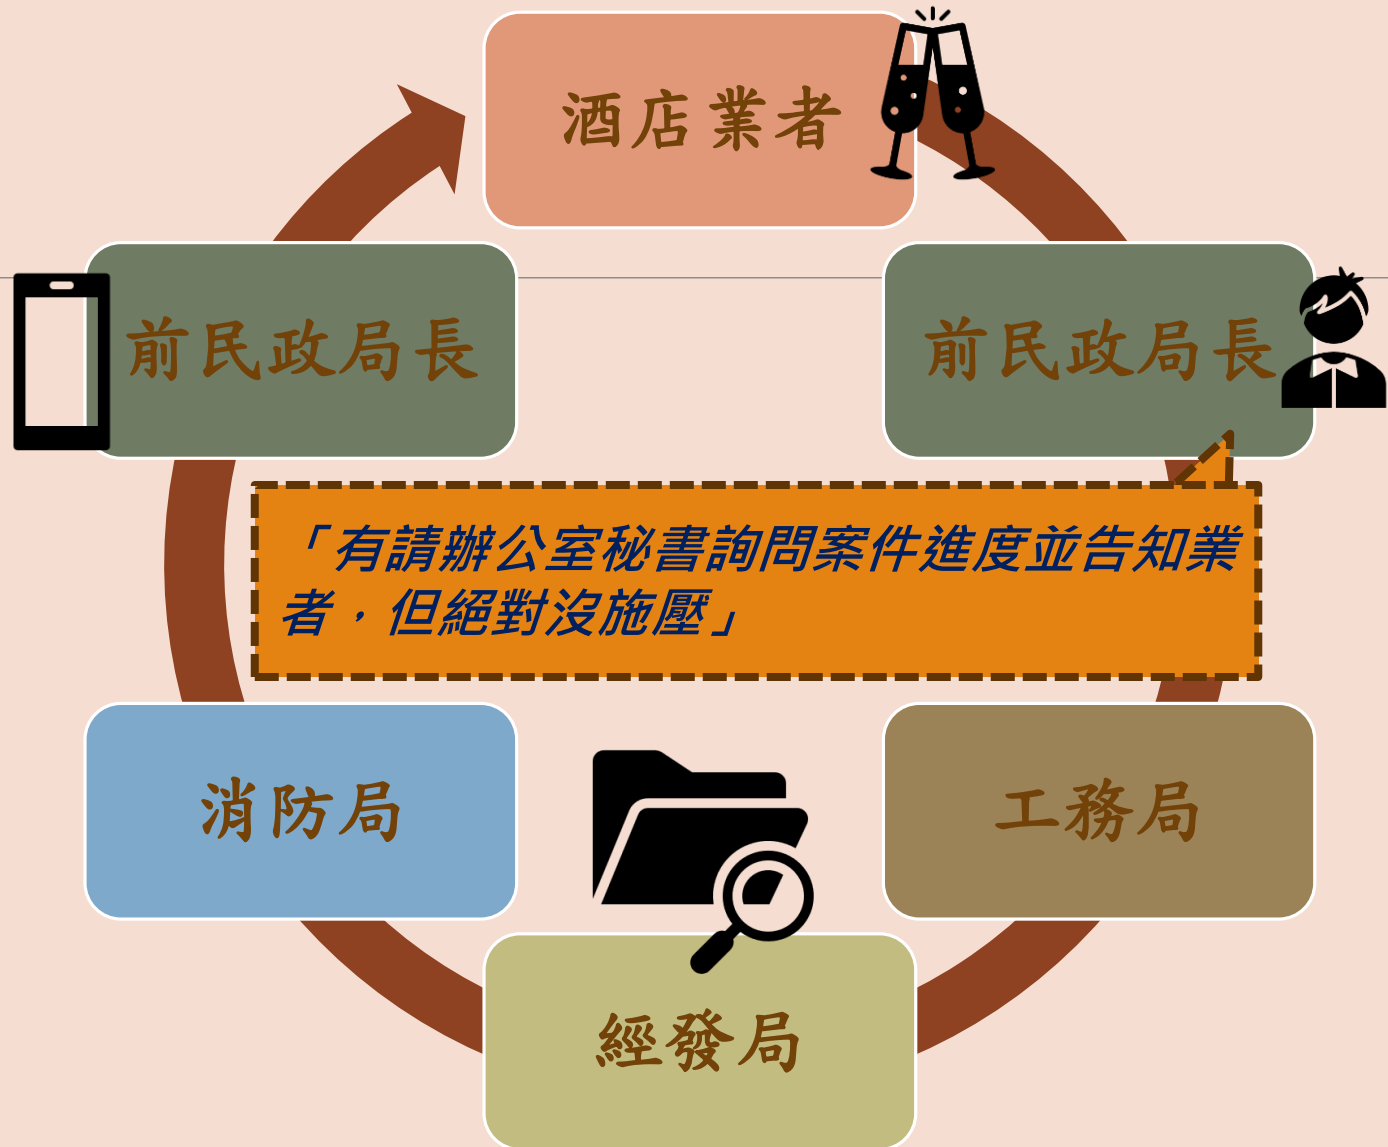 酒店業者
前民政局長
前民政局長
「有請辦公室秘書詢問案件進度並告知業
者，但絕對沒施壓」
消防局
工務局
經發局